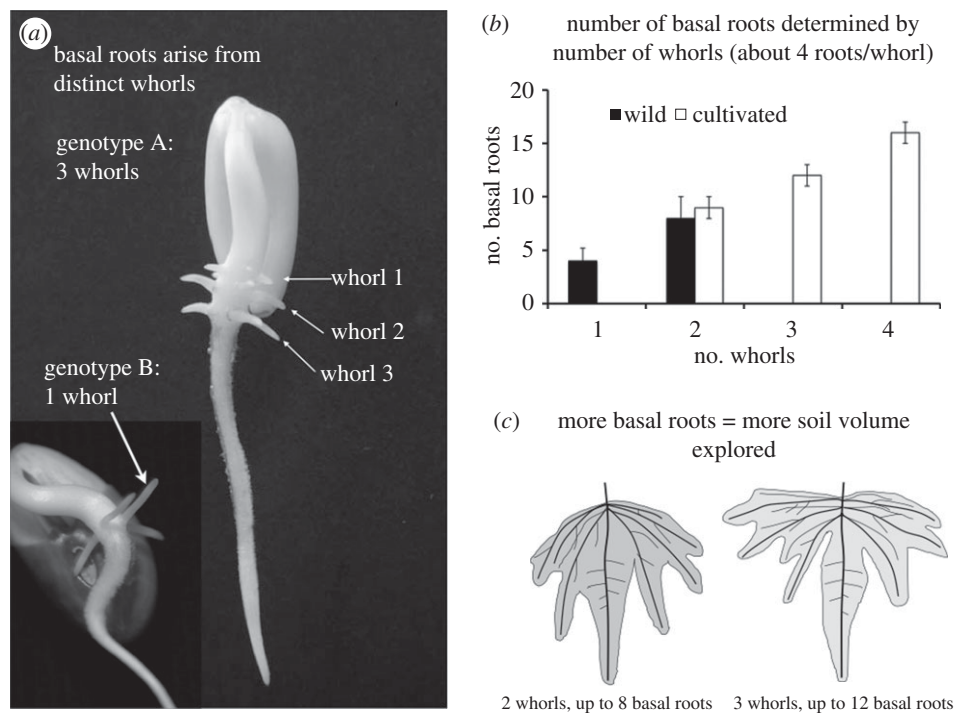 (a)
basal roots arise from
distinct whorls
genotype A:
3 whorls
whorl 1
whorl 2
whorl 3
genotype B:
1 whorl
(b) number of basal roots determined by
number of whorls (about 4 roots/whorl)
no. basal roots
20
15
10
5
0
wild cultivated
1 2 3 4
no. whorls
(c) more basal roots = more soil volume
explored
2 whorls, up to 8 basal roots 3 whorls, up to 12 basal roots